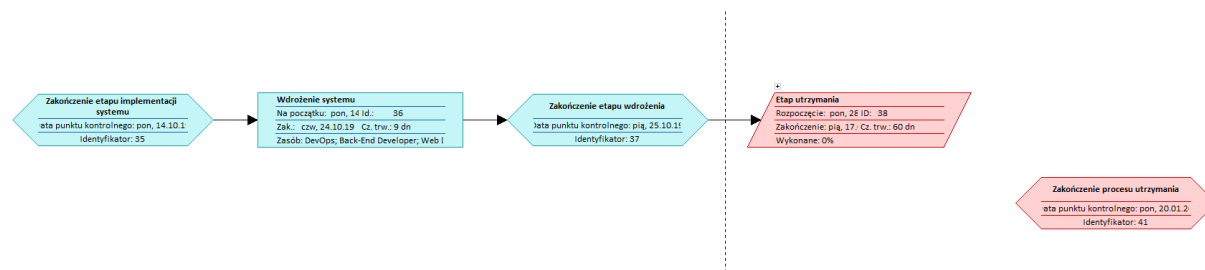 Zakończenie etapu implementacji
systemu
ata punktu kontrolnego: pon, 14.10.1
Identyfikator: 35
Wdrożenie systemu
Na początku: pon, 14 Id.: 36
Zak.: czw, 24.10.19 Cz. trw.: 9 dn
Zasób: DevOps; Back-End Developer; Web
Zakończenie etapu wdrożenia
ata punktu kontrolnego: pią, 25.10.19
Identyfikator: 37
Etap utrzymania
Rozpoczęcie: pon, 28 ID: 38
Zakończenie: pią, 17. Cz. trw.: 60 dn
Wykonane: 0%
Zakończenie procesu utrzymania
ata punktu kontrolnego: pon, 20.01.2
Identyfikator: 41